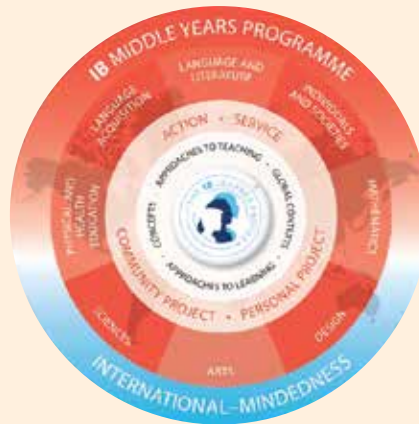 IB MIDDLE YEARS PROGRAMME
LANGUAGE AND
LITERATURE
INDIVIDUALS
AND SOCIETIES
MATHEMATICS
DESIGN
ARTS
SCIENCES
PHYSICAL AND
HEALTH
EDUCATION
LANGUAGE
ACQUISITION
ACTION • SERVICE
PERSONAL PROJECT
COMMUNITY PROJECT •
APPROACHES TO TEACHING •
GLOBAL CONTEXTS •
APPROACHES TO LEARNING •
CONCEPTS •
INTERNATIONAL–MINDEDNESS